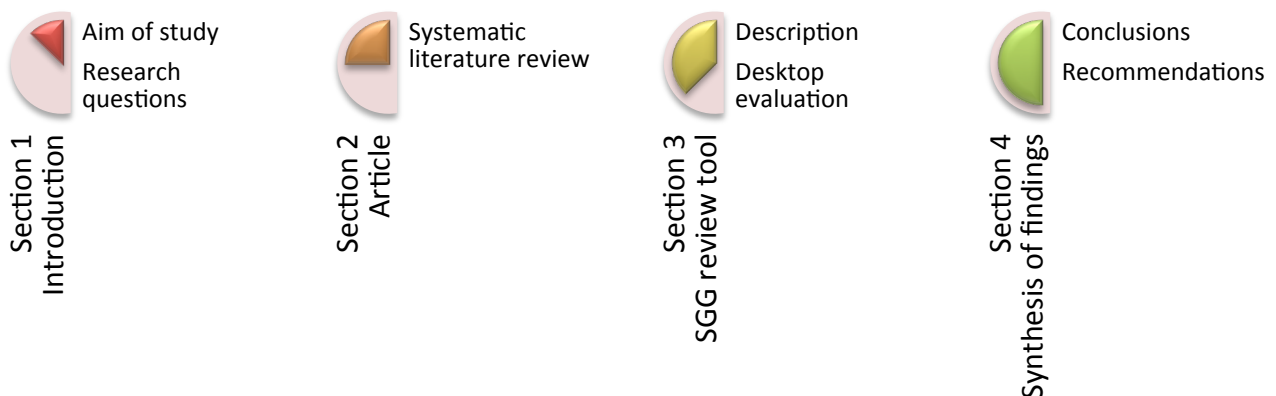 Aim of study
Research
questions
Section 1
Introduction
Systematic
literature review
Section 2
Article
Description
Desktop
evaluation
Section 3
SGG review tool
Conclusions
Recommendations
Section 4
Synthesis of findings